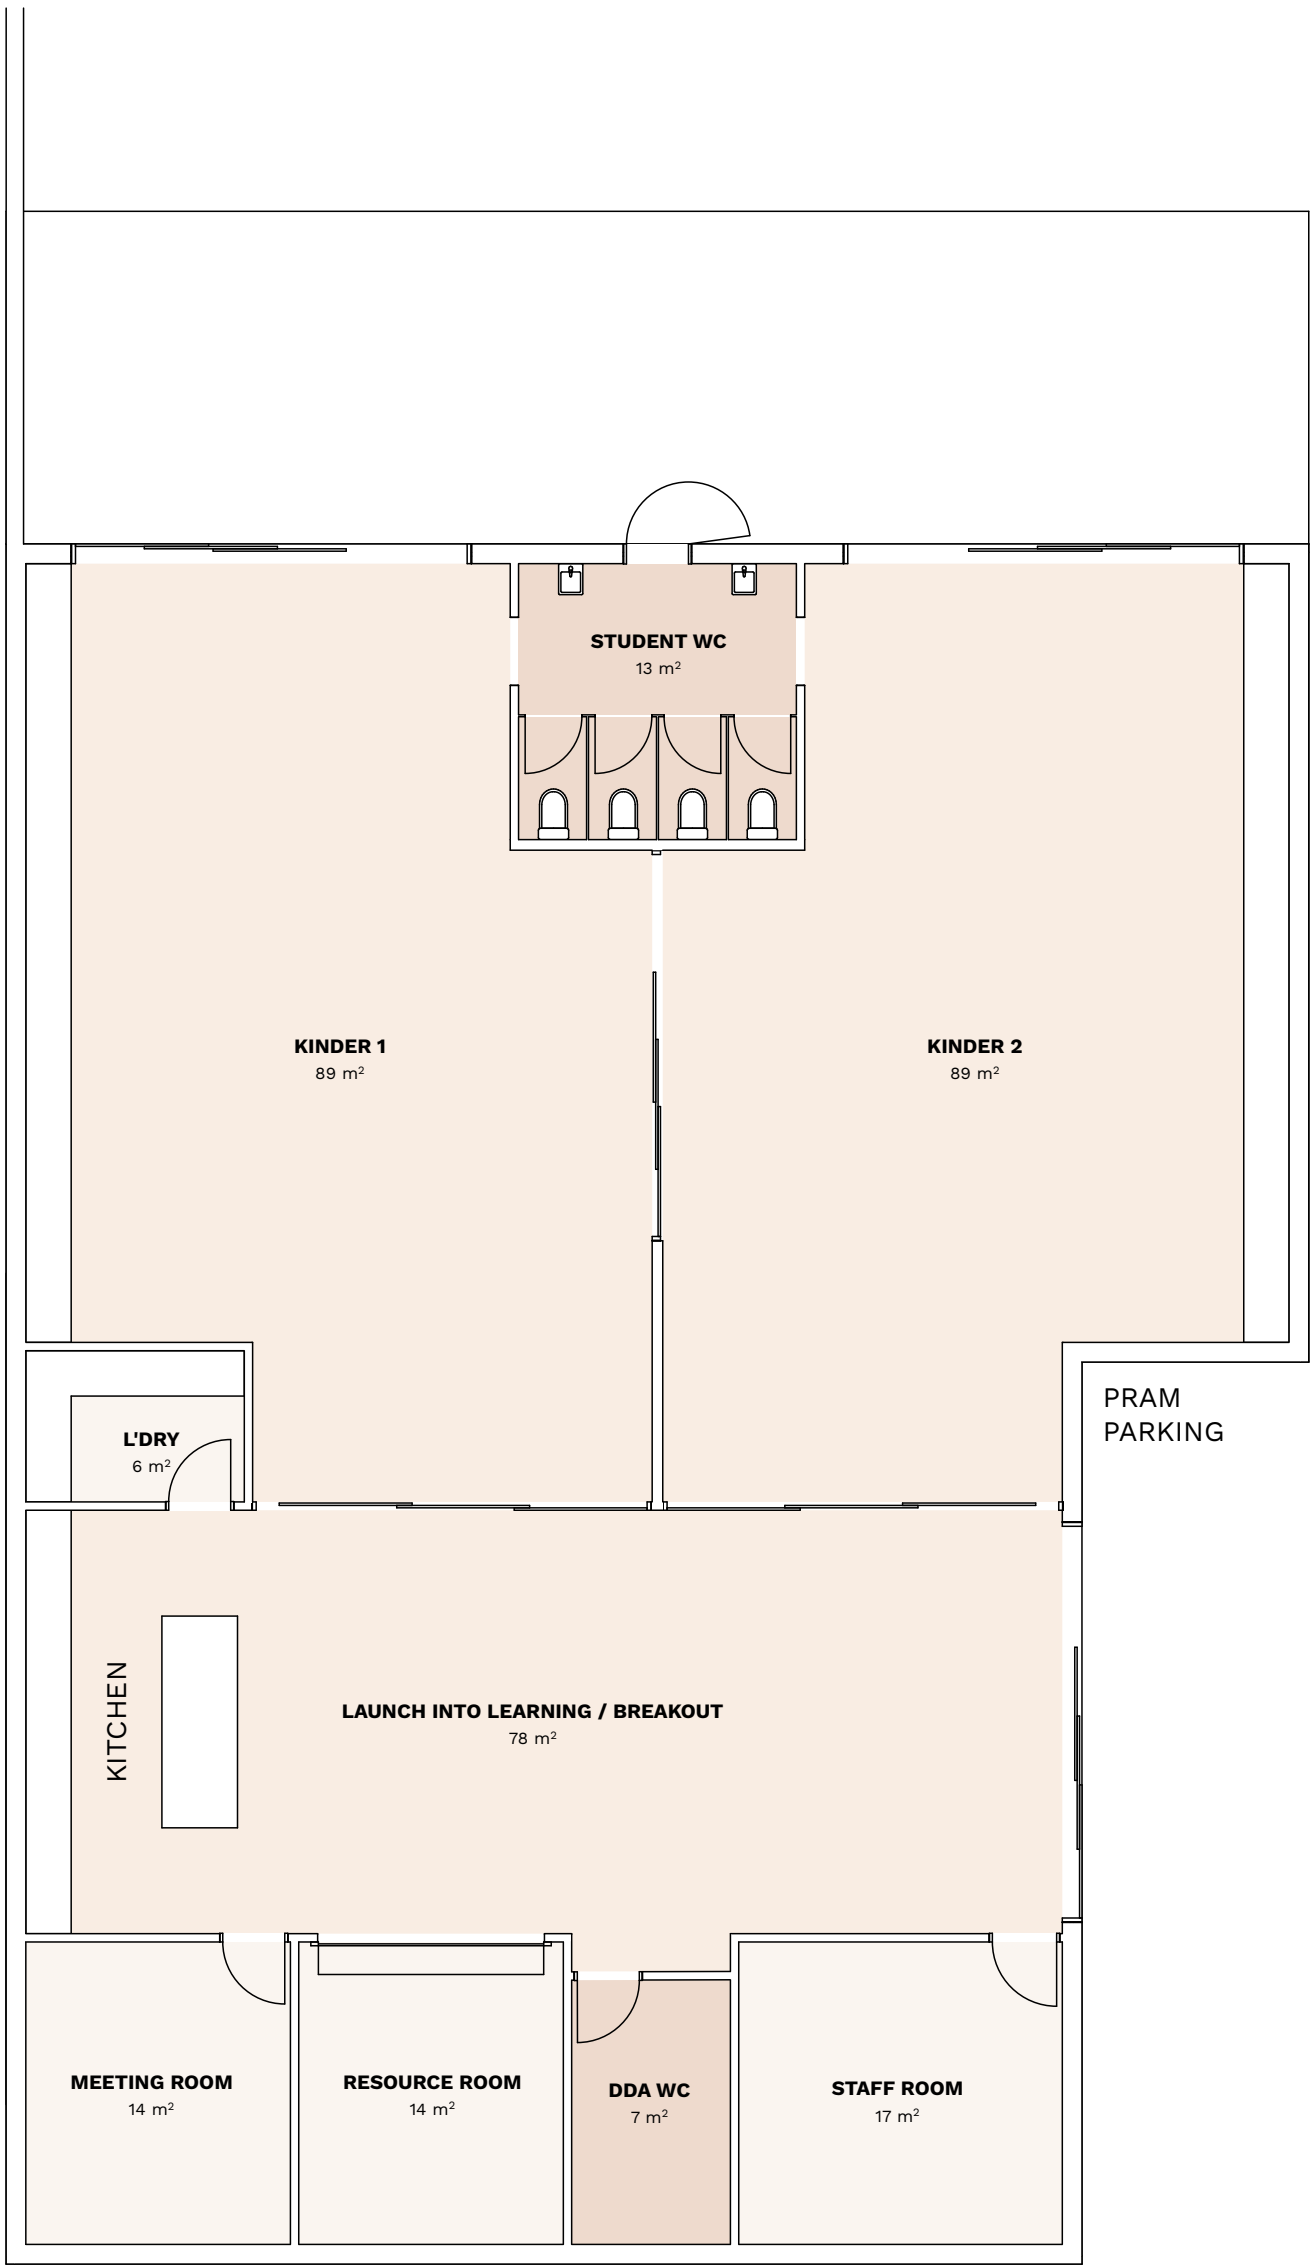 STUDENT WC
13 m²
KINDER 1
89 m²
KINDER 2
89 m²
PRAM
PARKING
L'DRY
6 m²
KITCHEN
LAUNCH INTO LEARNING / BREAKOUT
78 m²
MEETING ROOM
14 m²
RESOURCE ROOM
14 m²
DDA WC
7 m²
STAFF ROOM
17 m²